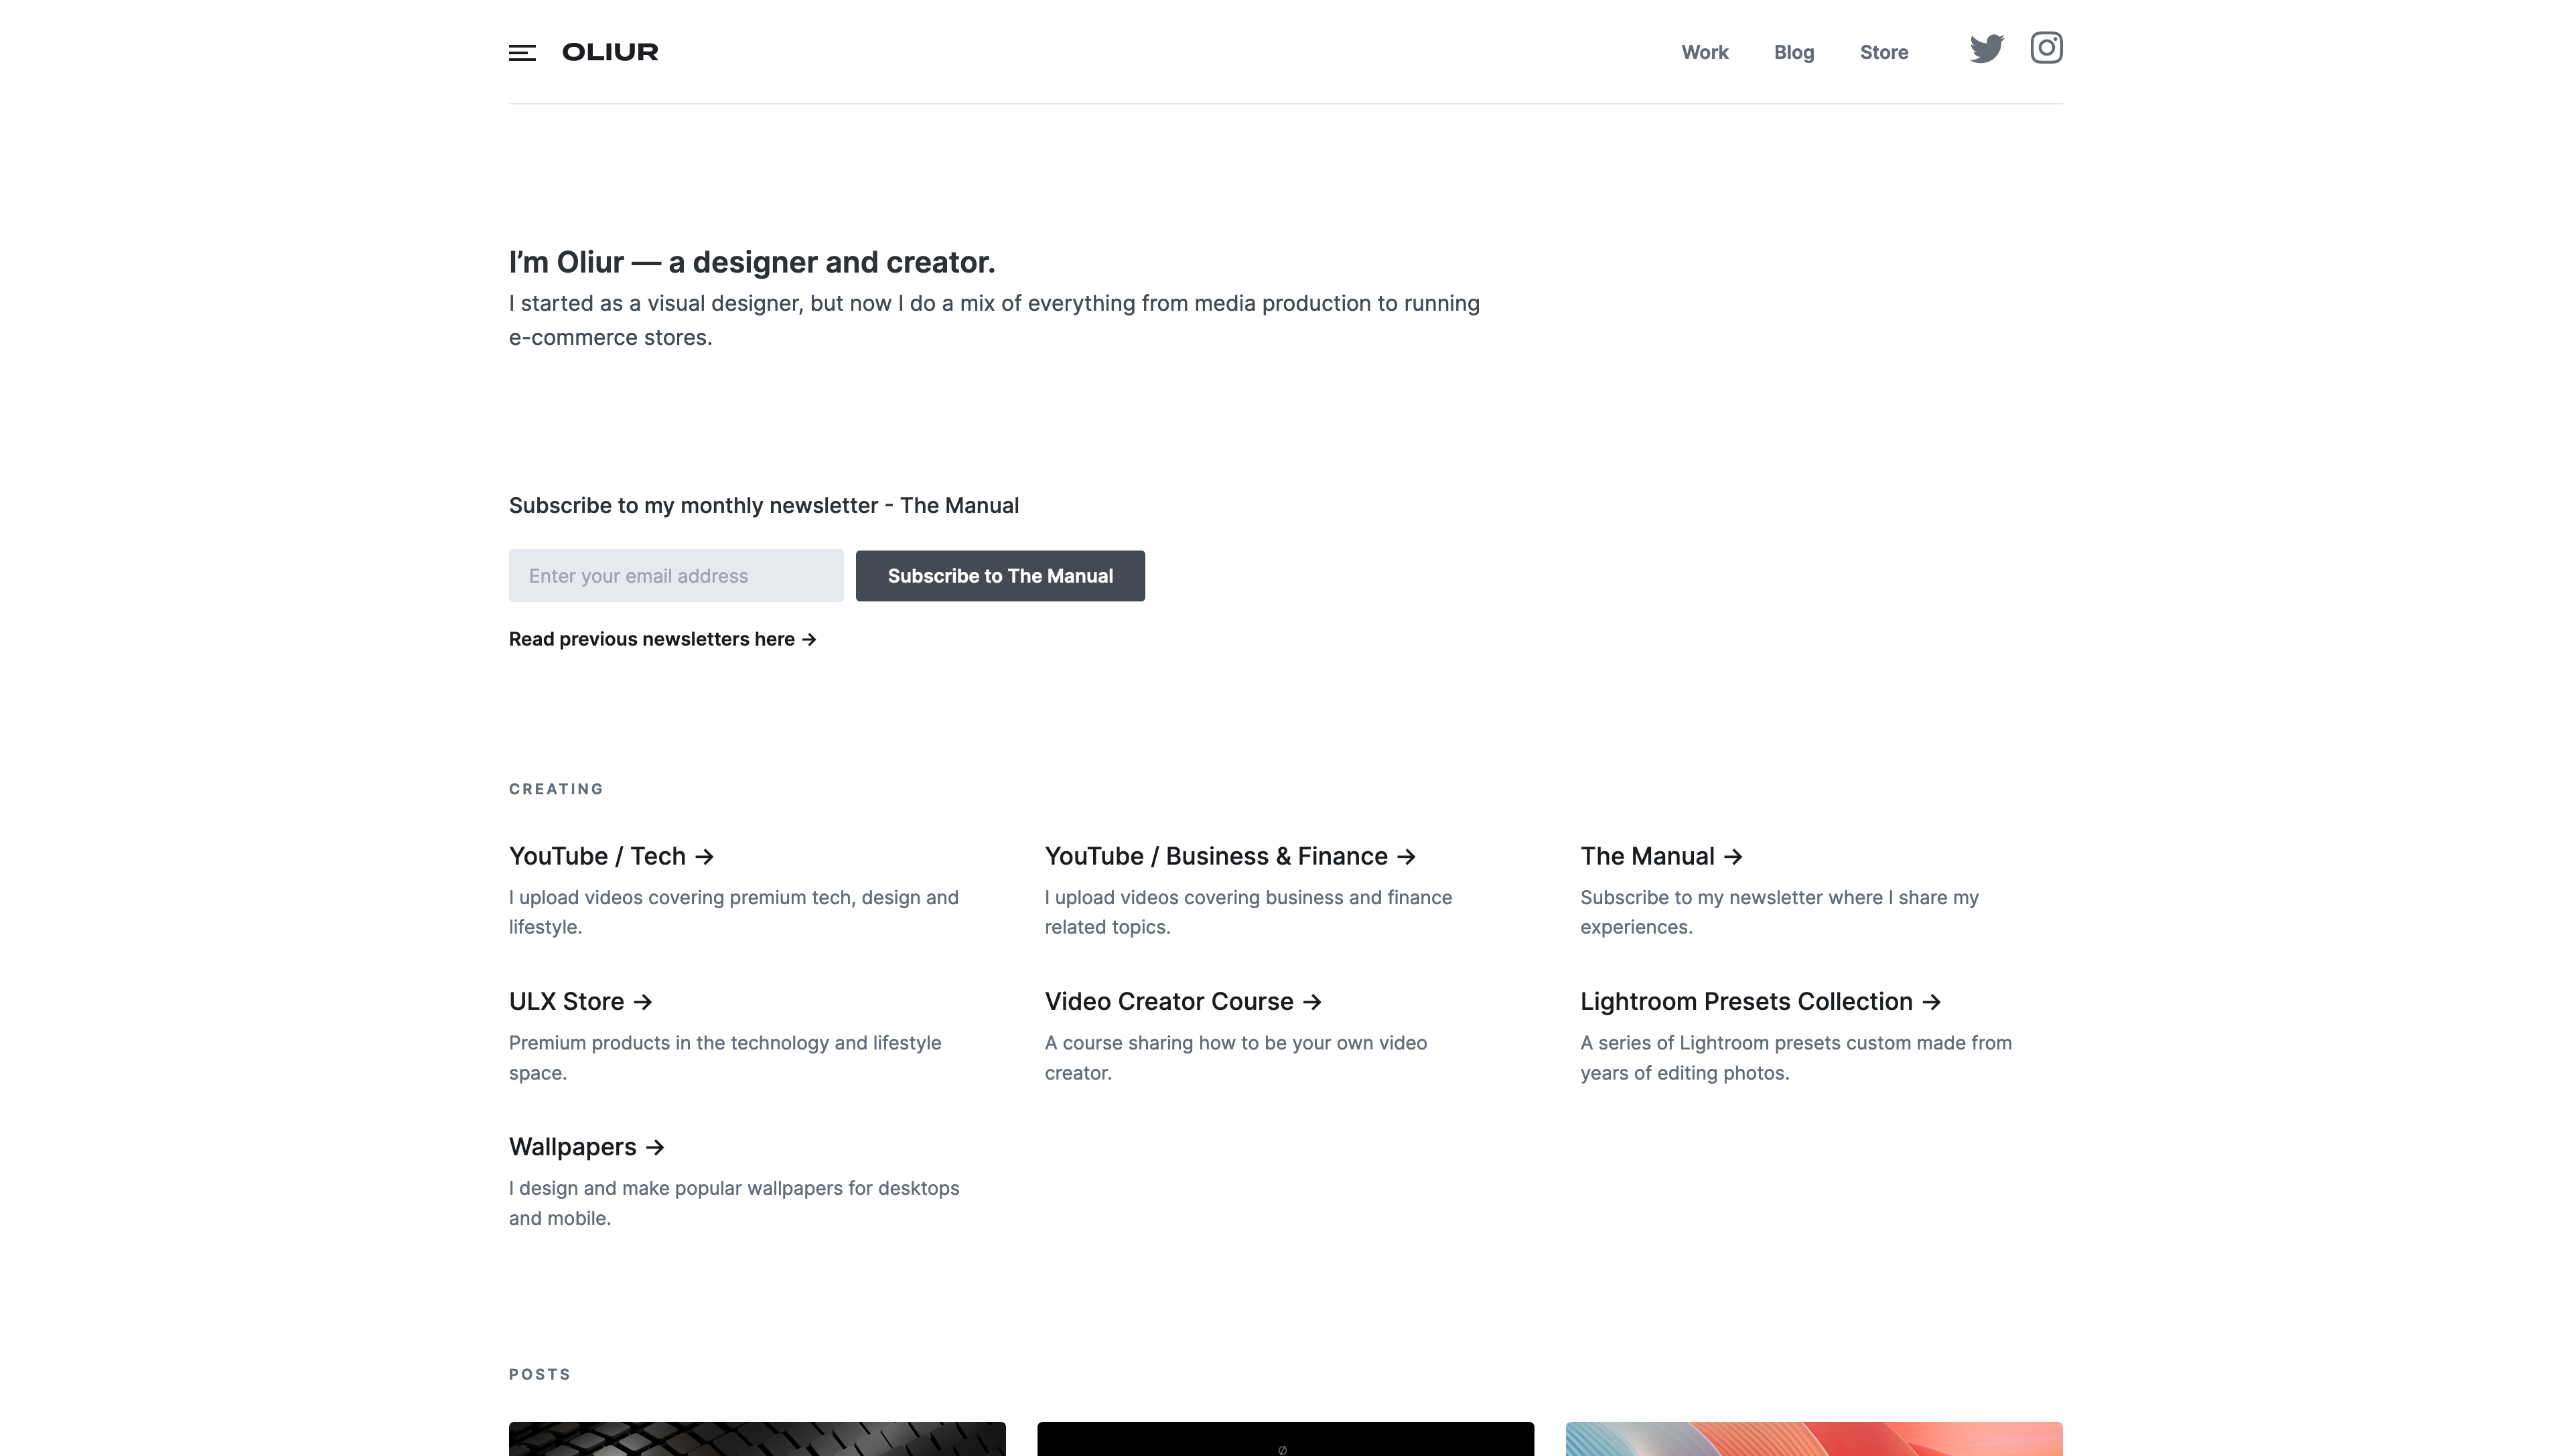 OLIUR
Work Blog Store
I’m Oliur — a designer and creator.
I started as a visual designer, but now I do a mix of everything from media production to running
e-commerce stores.
Subscribe to my monthly newsletter - The Manual
Enter your email address
Subscribe to The Manual
Read previous newsletters here →
CREATING
YouTube / Tech →
I upload videos covering premium tech, design and
lifestyle.
YouTube / Business & Finance →
I upload videos covering business and finance
related topics.
The Manual →
Subscribe to my newsletter where I share my
experiences.
ULX Store →
Premium products in the technology and lifestyle
space.
Video Creator Course →
A course sharing how to be your own video
creator.
Lightroom Presets Collection →
A series of Lightroom presets custom made from
years of editing photos.
Wallpapers →
I design and make popular wallpapers for desktops
and mobile.
POSTS